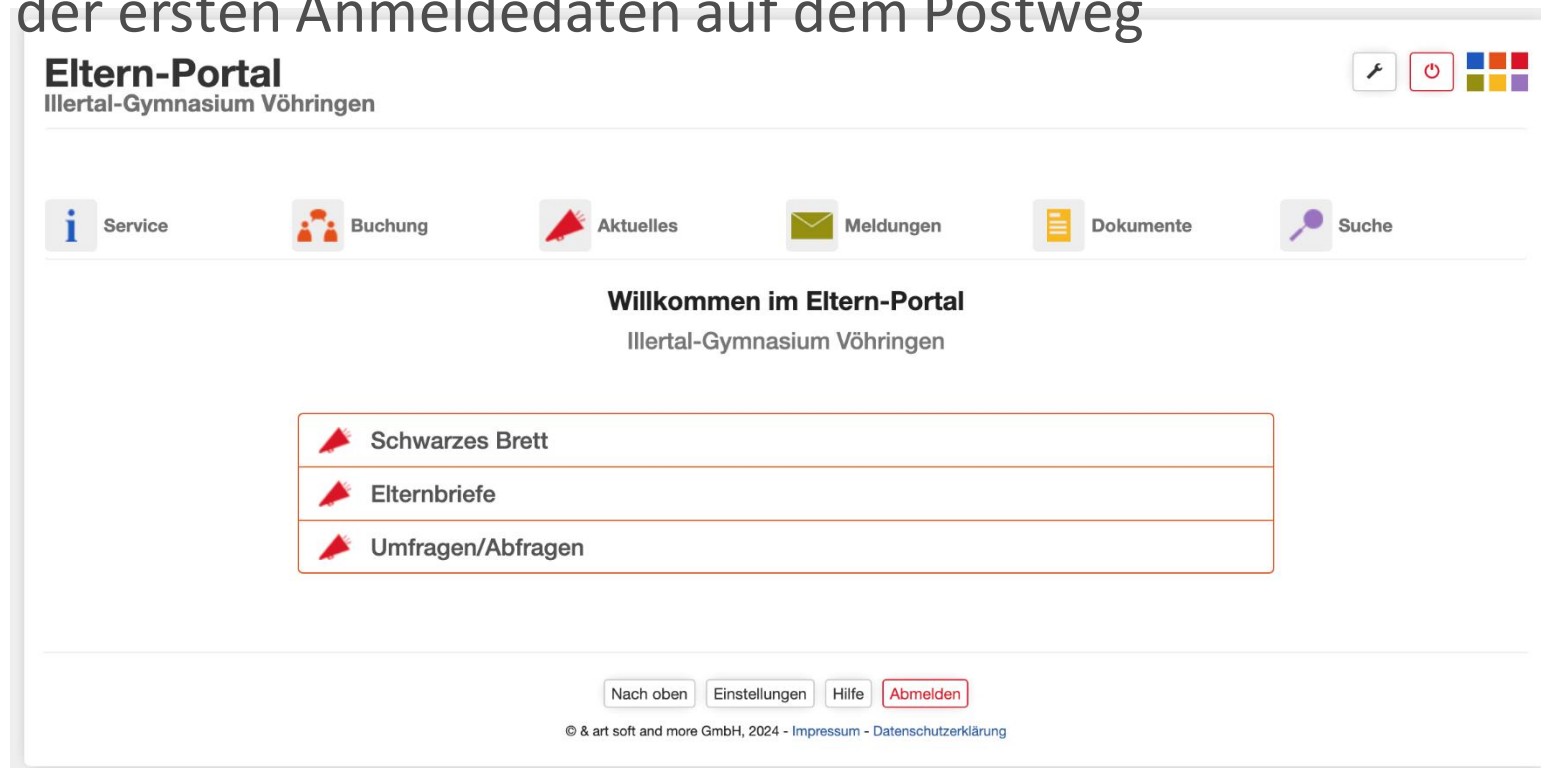 der ersten Anmeldedaten auf dem Postweg
Eltern-Portal
Illertal-Gymnasium Vöhringen
Service
Buchung
Aktuelles
Meldungen
Dokumente
Suche
Willkommen im Eltern-Portal
Illertal-Gymnasium Vöhringen
Schwarzes Brett
Elternbriefe
Umfragen/Abfragen
Nach oben
Einstellungen
Hilfe
Abmelden
© & art soft and more GmbH, 2024 - Impressum - Datenschutzerklärung